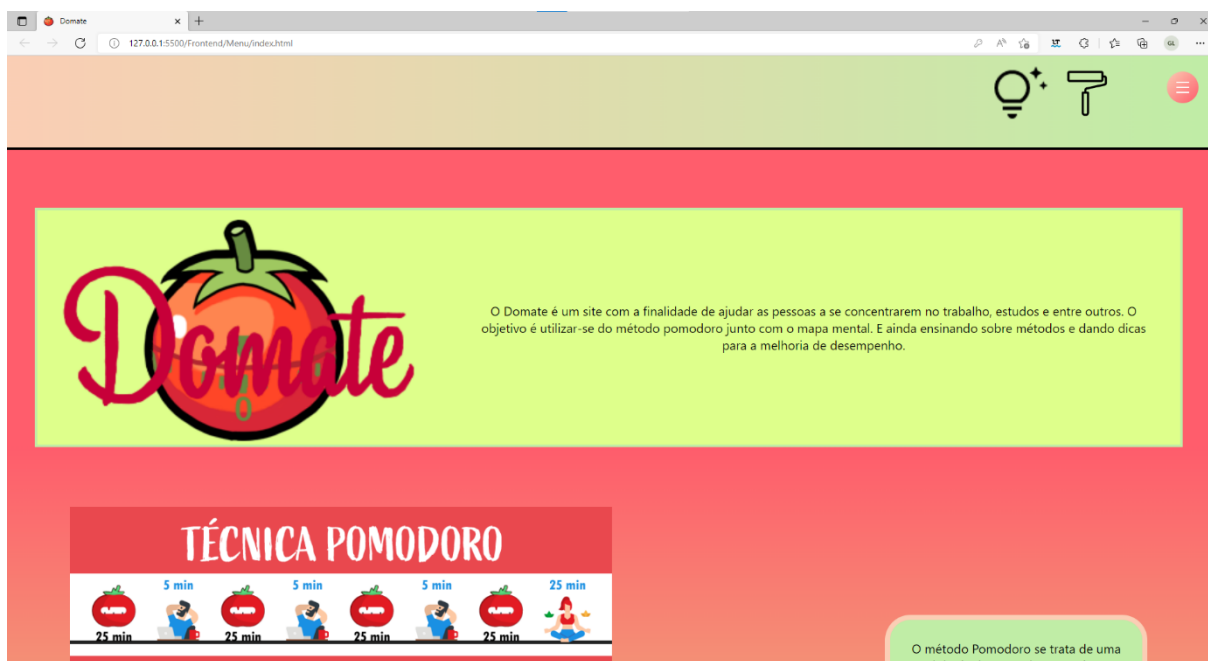 Domate
127.0.0.1:5500/Frontend/Menu/index.html
GL
Domate
O Domate é um site com a finalidade de ajudar as pessoas a se concentrarem no trabalho, estudos e entre outros. O
objetivo é utilizar-se do método pomodoro junto com o mapa mental. E ainda ensinando sobre métodos e dando dicas
para a melhoria de desempenho.
TÉCNICA POMODORO
5 min 5 min 5 min 25 min
25 min 25 min 25 min 25 min
O método Pomodoro se trata de uma